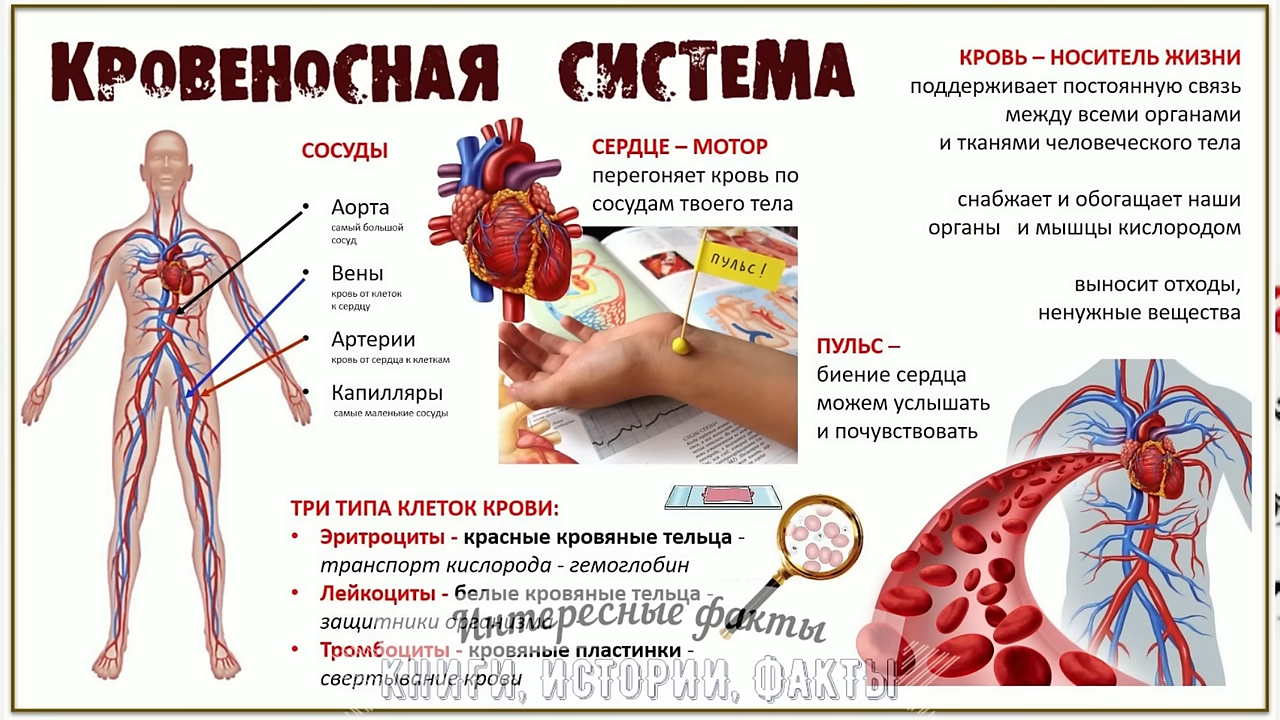 КРОВЕНОСНАЯ СИСТЕМА
СОСУДЫ
• Аорта
самый большой
сосуд
• Вены
кровь от клеток
к сердцу
• Артерии
кровь от сердца к клеткам
• Капилляры
самые маленькие сосуды
СЕРДЦЕ – МОТОР
перегоняет кровь по
сосудам твоего тела
ПУЛЬС!
КРОВЬ – НОСИТЕЛЬ ЖИЗНИ
поддерживает постоянную связь
между всеми органами
и тканями человеческого тела
снабжает и обогащает наши
органы и мышцы кислородом
выносит отходы,
ненужные вещества
ПУЛЬС –
биение сердца
можем услышать
и почувствовать
ТРИ ТИПА КЛЕТОК КРОВИ:
• Эритроциты - красные кровяные тельца -
транспорт кислорода - гемоглобин
• Лейкоциты - белые кровяные тельца -
защитники организма
• Тромбоциты - кровяные пластинки -
свертывание крови
Интересные факты
КНИГИ, ИСТОРИИ, ФАКТЫ